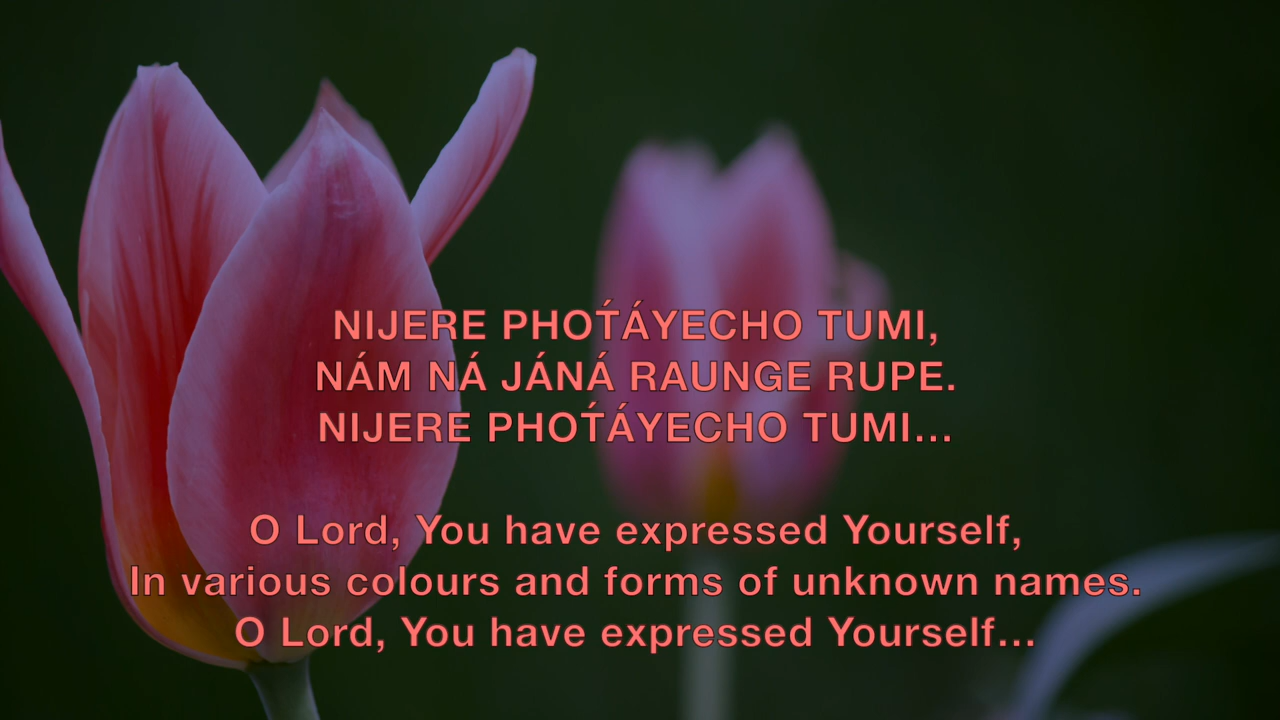 NIJERE PHOT́ÁYECHO TUMI,
NÁM NÁ JÁNÁ RAUNGE RUPE.
NIJERE PHOT́ÁYECHO TUMI...
O Lord, You have expressed Yourself,
In various colours and forms of unknown names.
O Lord, You have expressed Yourself...